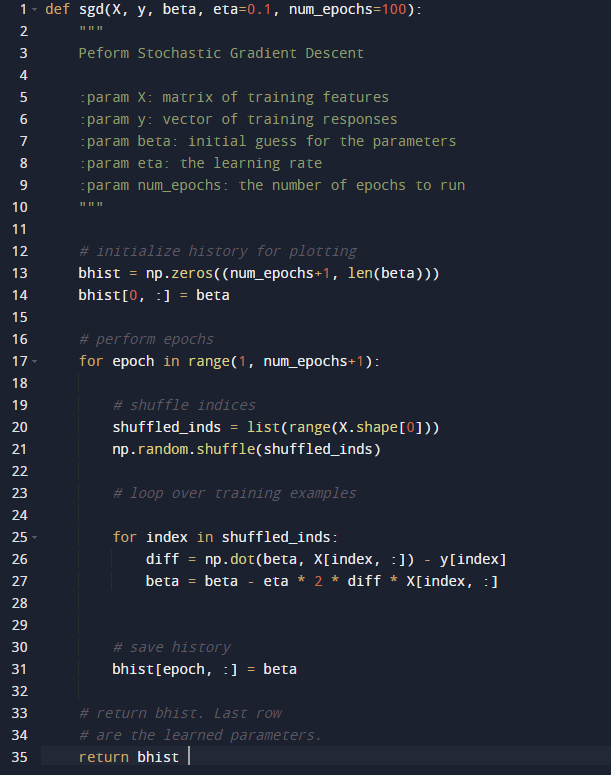 1 def sgd(X, y, beta, eta=0.1, num_epochs=100):
2     """
3     Peform Stochastic Gradient Descent
4
5     :param X: matrix of training features
6     :param y: vector of training responses
7     :param beta: initial guess for the parameters
8     :param eta: the learning rate
9     :param num_epochs: the number of epochs to run
10     """
11
12     # initialize history for plotting
13     bhist = np.zeros((num_epochs+1, len(beta)))
14     bhist[0, :] = beta
15
16     # perform epochs
17     for epoch in range(1, num_epochs+1):
18
19         # shuffle indices
20         shuffled_inds = list(range(X.shape[0]))
21         np.random.shuffle(shuffled_inds)
22
23         # loop over training examples
24
25         for index in shuffled_inds:
26             diff = np.dot(beta, X[index, :]) - y[index]
27             beta = beta - eta * 2 * diff * X[index, :]
28
29
30         # save history
31         bhist[epoch, :] = beta
32
33     # return bhist. Last row
34     # are the learned parameters.
35     return bhist